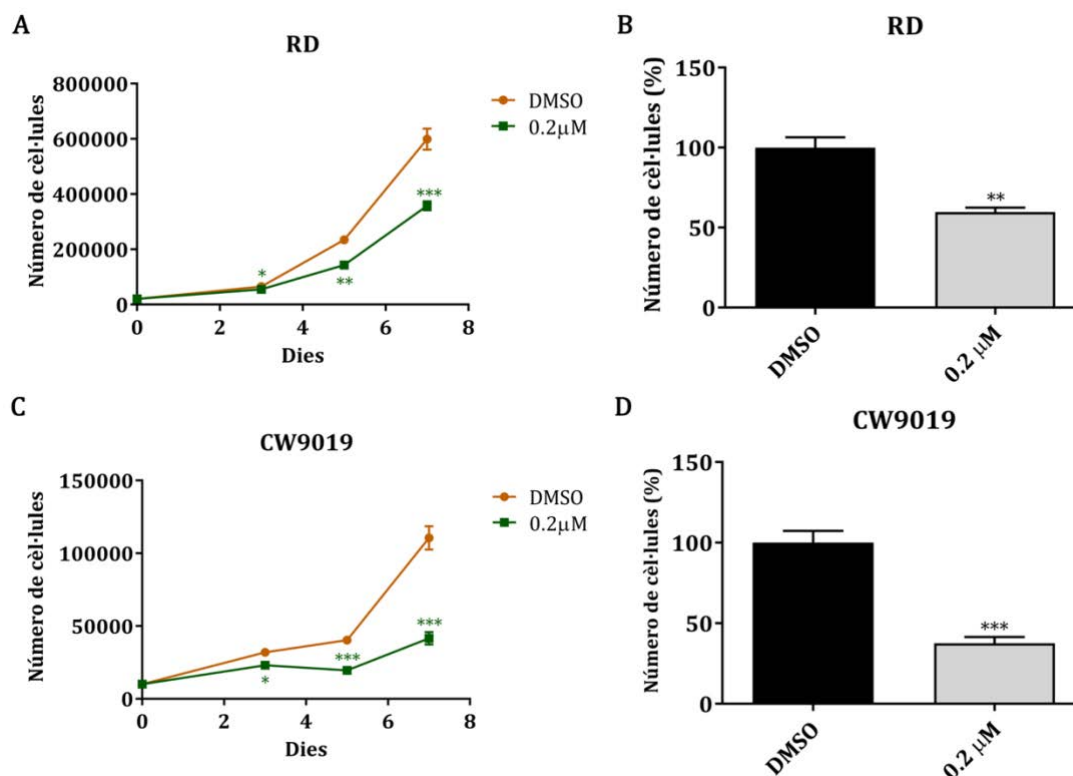 A
RD
Número de cèl·lules
800000
600000
400000
200000
0
0 2 4 6 8
Dies
DMSO
0.2μM
*
**
***
B
RD
Número de cèl·lules (%)
150
100
50
0
**
DMSO
0.2 μM
C
CW9019
Número de cèl·lules
150000
100000
50000
0
0 2 4 6 8
Dies
DMSO
0.2μM
*
***
***
D
CW9019
Número de cèl·lules (%)
150
100
50
0
***
DMSO
0.2 μM